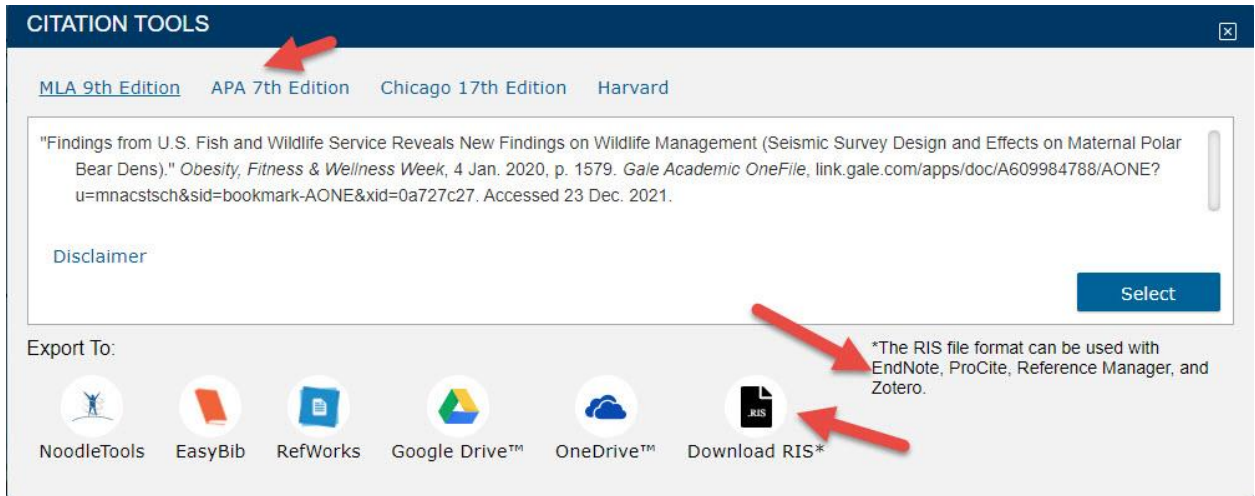 CITATION TOOLS
MLA 9th Edition APA 7th Edition Chicago 17th Edition Harvard
"Findings from U.S. Fish and Wildlife Service Reveals New Findings on Wildlife Management (Seismic Survey Design and Effects on Maternal Polar
Bear Dens)." Obesity, Fitness & Wellness Week, 4 Jan. 2020, p. 1579. Gale Academic OneFile, link.gale.com/apps/doc/A609984788/AONE?
u=mnacstsch&sid=bookmark-AONE&xid=0a727c27. Accessed 23 Dec. 2021.
Disclaimer
Select
Export To:
*The RIS file format can be used with
EndNote, ProCite, Reference Manager, and
Zotero.
.RIS
NoodleTools EasyBib RefWorks Google Drive™ OneDrive™ Download RIS*